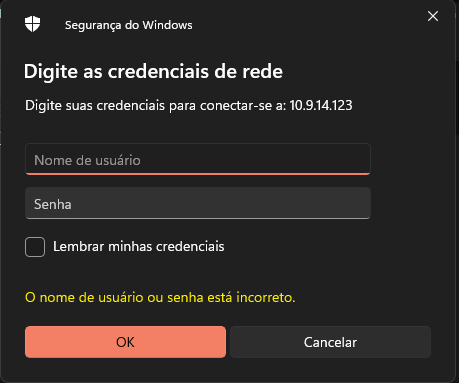 Segurança do Windows
Digite as credenciais de rede
Digite suas credenciais para conectar-se a: 10.9.14.123
Nome de usuário
Senha
Lembrar minhas credenciais
O nome de usuário ou senha está incorreto.
OK
Cancelar